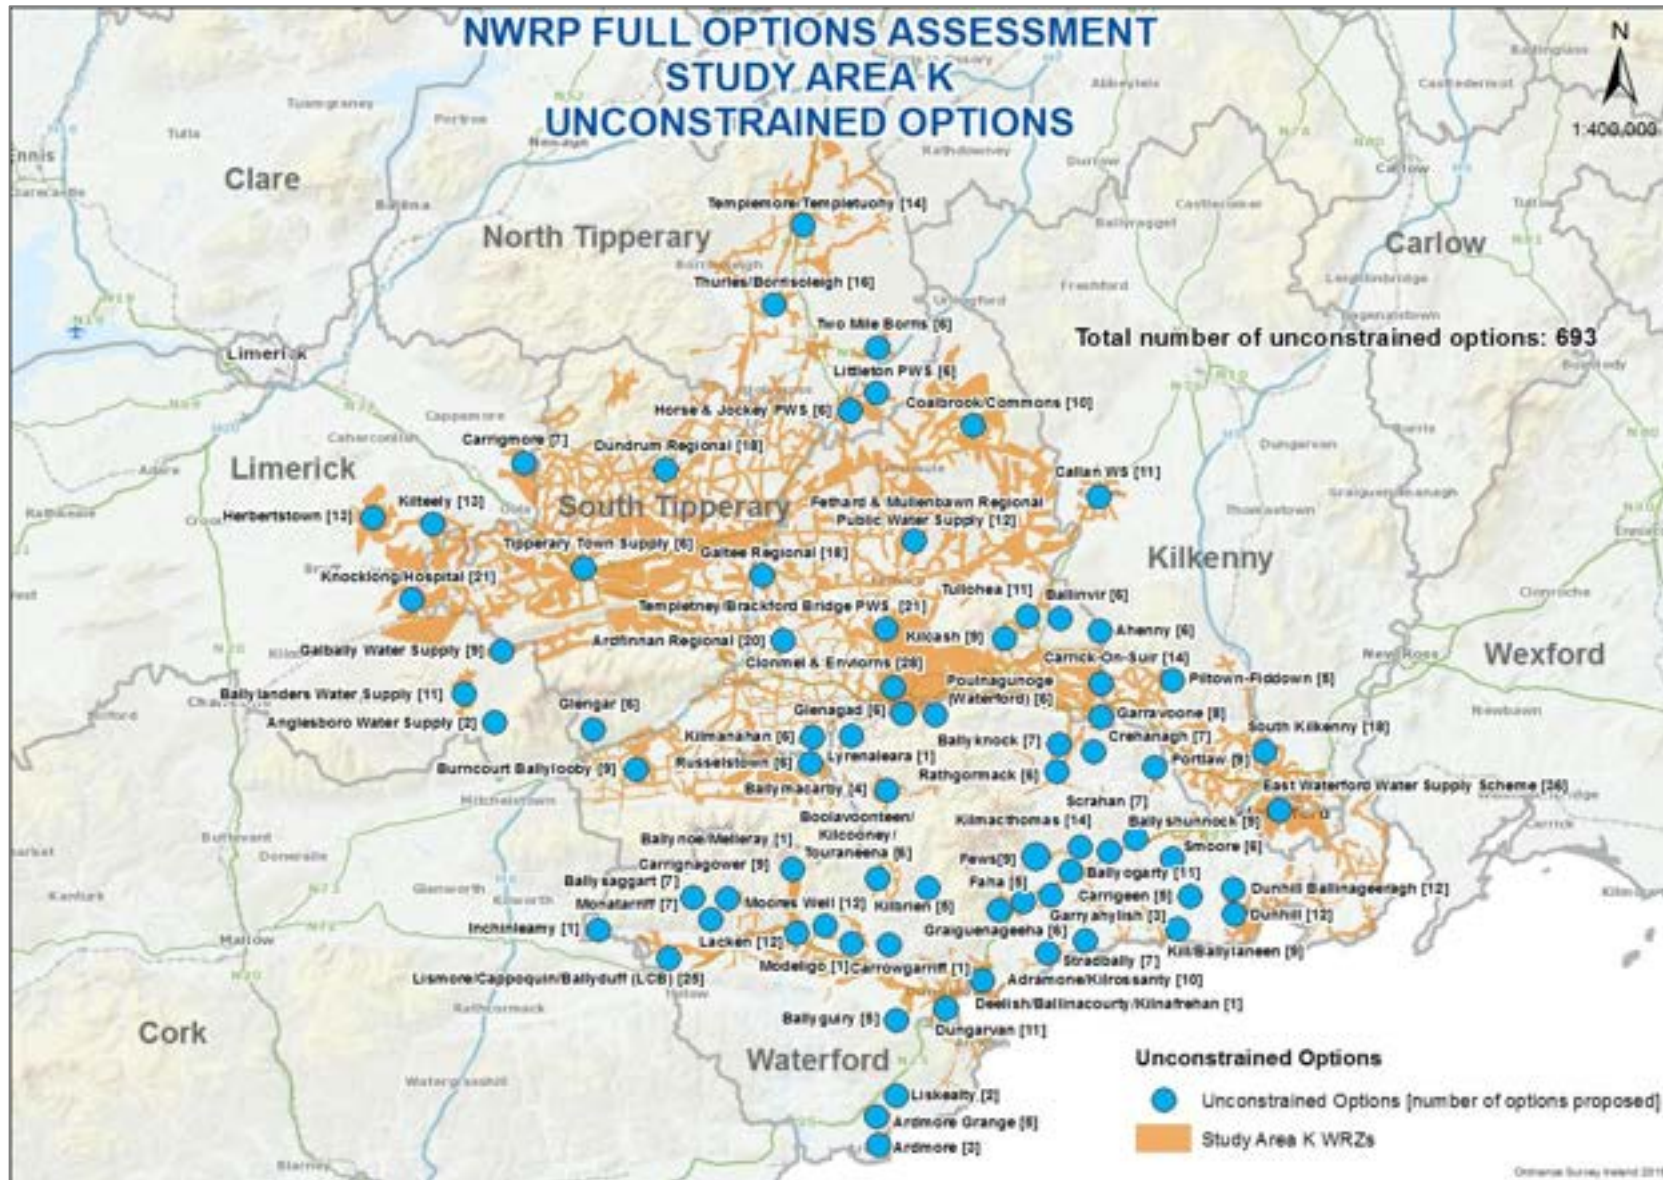 NWRP FULL OPTIONS ASSESSMENT
STUDY AREA K
UNCONSTRAINED OPTIONS
N
1:400,000
Total number of unconstrained options: 693
Clare
North Tipperary
Carlow
Limerick
Limerick
South Tipperary
Kilkenny
Wexford
Cork
Waterford
Templemore/Templetuohy [14]
Thurles/Borrisoleigh [16]
Two Mile Borris [6]
Littleton PWS [6]
Horse & Jockey PWS [6]
Coalbrook/Commons [10]
Carrigmore [7]
Dundrum Regional [18]
Callan WS [11]
Kilteely [13]
Herbertstown [13]
Fethard & Mullenbawn Regional
Public Water Supply [12]
Tipperary Town Supply [6]
Galtee Regional [18]
Knocklong/Hospital [21]
Templetney/Brackford Bridge PWS [21]
Tullohea [11]
Ballinvir [6]
Ahenny [6]
Kilcash [9]
Ardfinnan Regional [20]
Galbally Water Supply [9]
Clonmel & Enviorns [28]
Carrick-On-Suir [14]
Poulnagunoge
(Waterford) [6]
Piltown-Fiddown [5]
Ballylanders Water Supply [11]
Anglesboro Water Supply [2]
Glengar [6]
Glenagad [6]
Garravoone [8]
South Kilkenny [18]
Kilmanahan [6]
Lyrenaleara [1]
Ballyknock [7]
Crehanagh [7]
Russelstown [6]
Burncourt Ballylooby [9]
Rathgormack [6]
Portlaw [9]
Ballymacarby [4]
East Waterford Water Supply Scheme [26]
Scrahan [7]
Boolavoonteen/
Kilcooney/
Touraneena [6]
Kilmacthomas [14]
Ballyshunnock [9]
Ballynoe/Melleray [1]
Smoore [6]
Carrignagower [9]
Fews[9]
Ballyogarty [11]
Ballysaggart [7]
Faha [5]
Carrigeen [5]
Dunhill Ballinageeragh [12]
Monatarriff [7]
Moores Well [12]
Kilbrien [5]
Garryahylish [3]
Dunhill [12]
Inchinleamy [1]
Lacken [12]
Graiguenageeha [6]
Kill/Ballylaneen [9]
Modeligo [1]
Carrowgarriff [1]
Stradbally [7]
Lismore/Cappoquin/Ballyduff (LCB) [25]
Adramone/Kilrossanty [10]
Deelish/Ballinacourty/Kilnafrehan [1]
Ballyguiry [5]
Dungarvan [11]
Liskealty [2]
Ardmore Grange [5]
Ardmore [3]
Unconstrained Options
Unconstrained Options [number of options proposed]
Study Area K WRZs